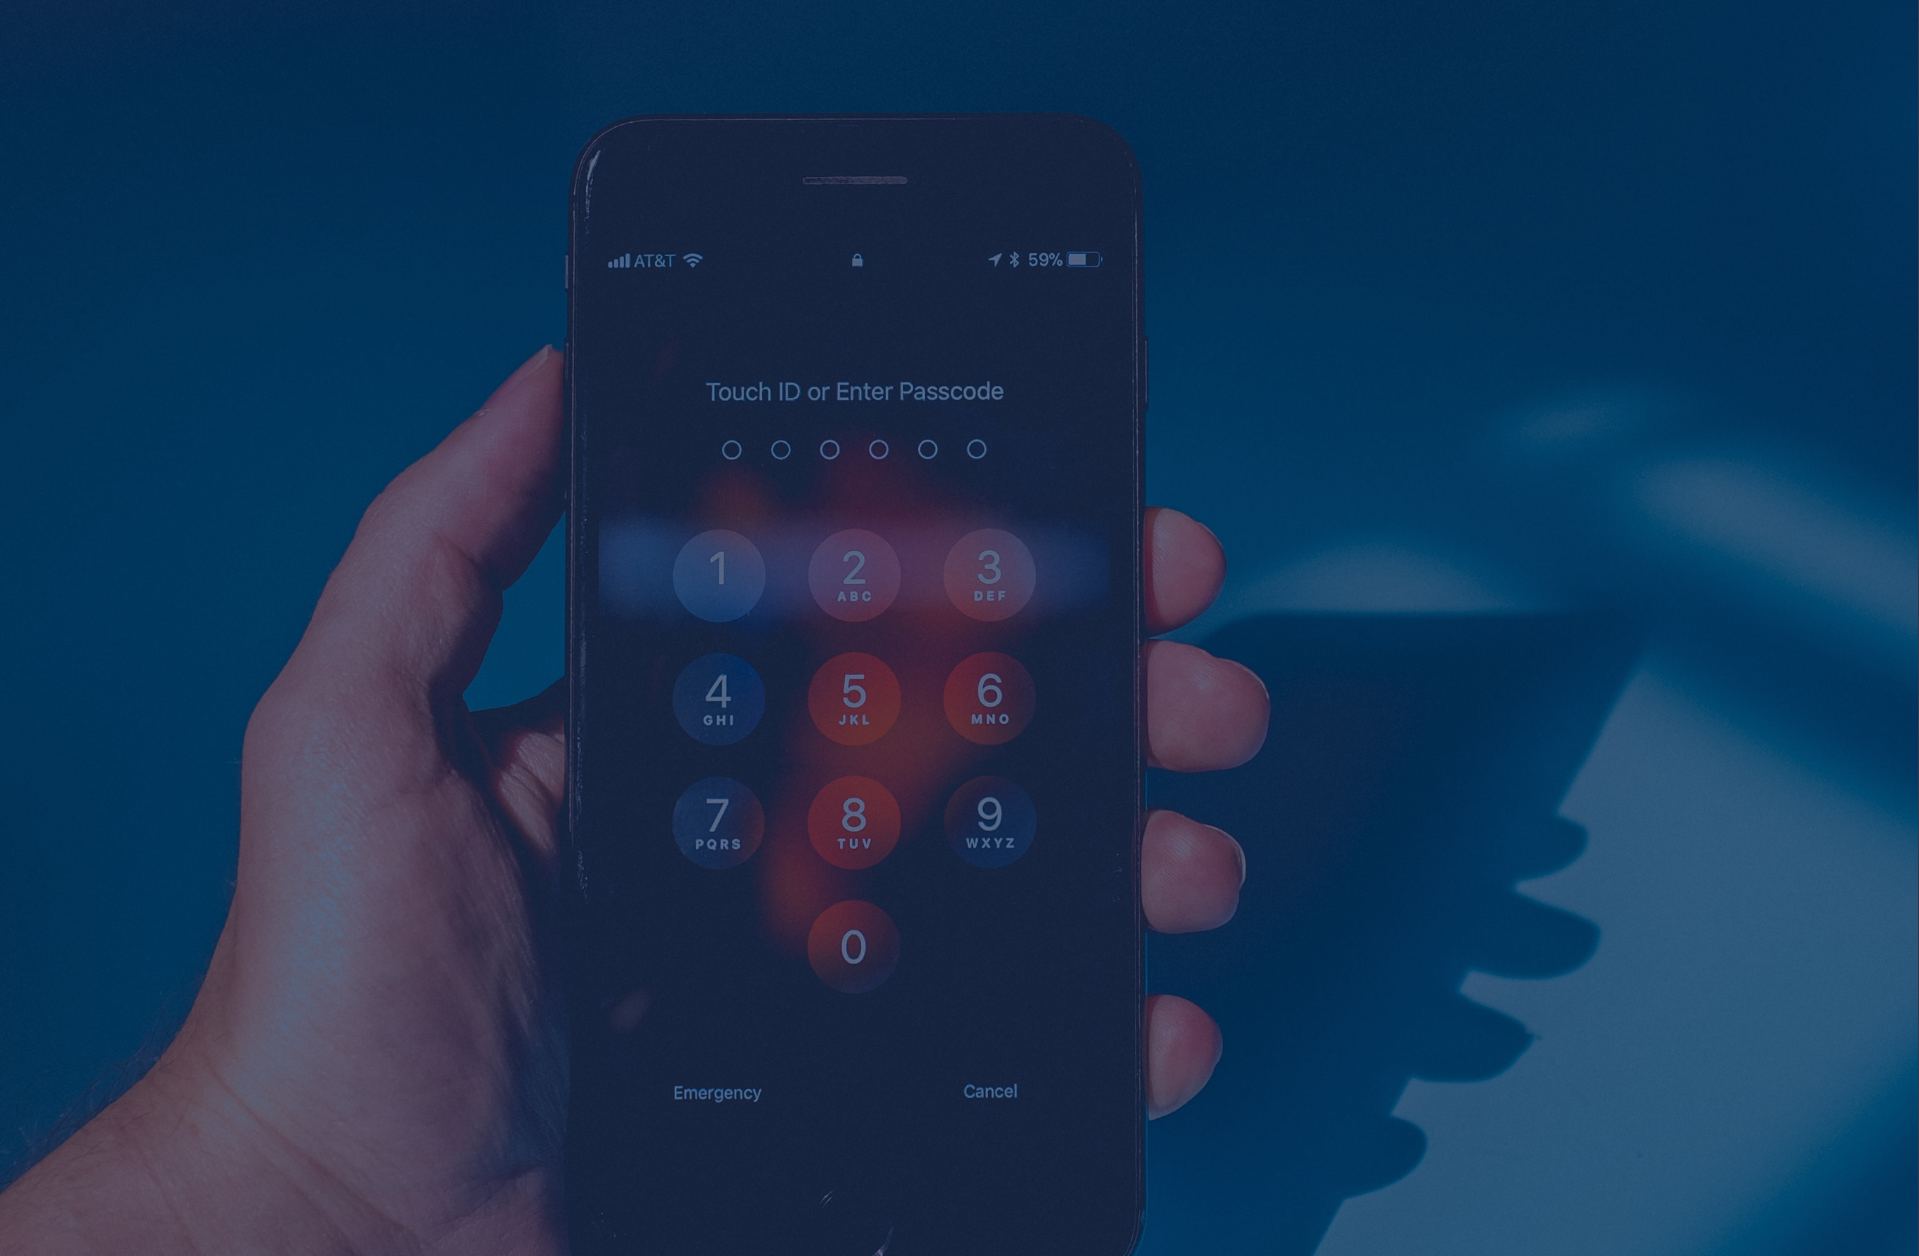 AT&T 59%
Touch ID or Enter Passcode
1 2 3
ABC DEF
4 5 6
GHI JKL MNO
7 8 9
PQRS TUV WXYZ
0
Emergency Cancel